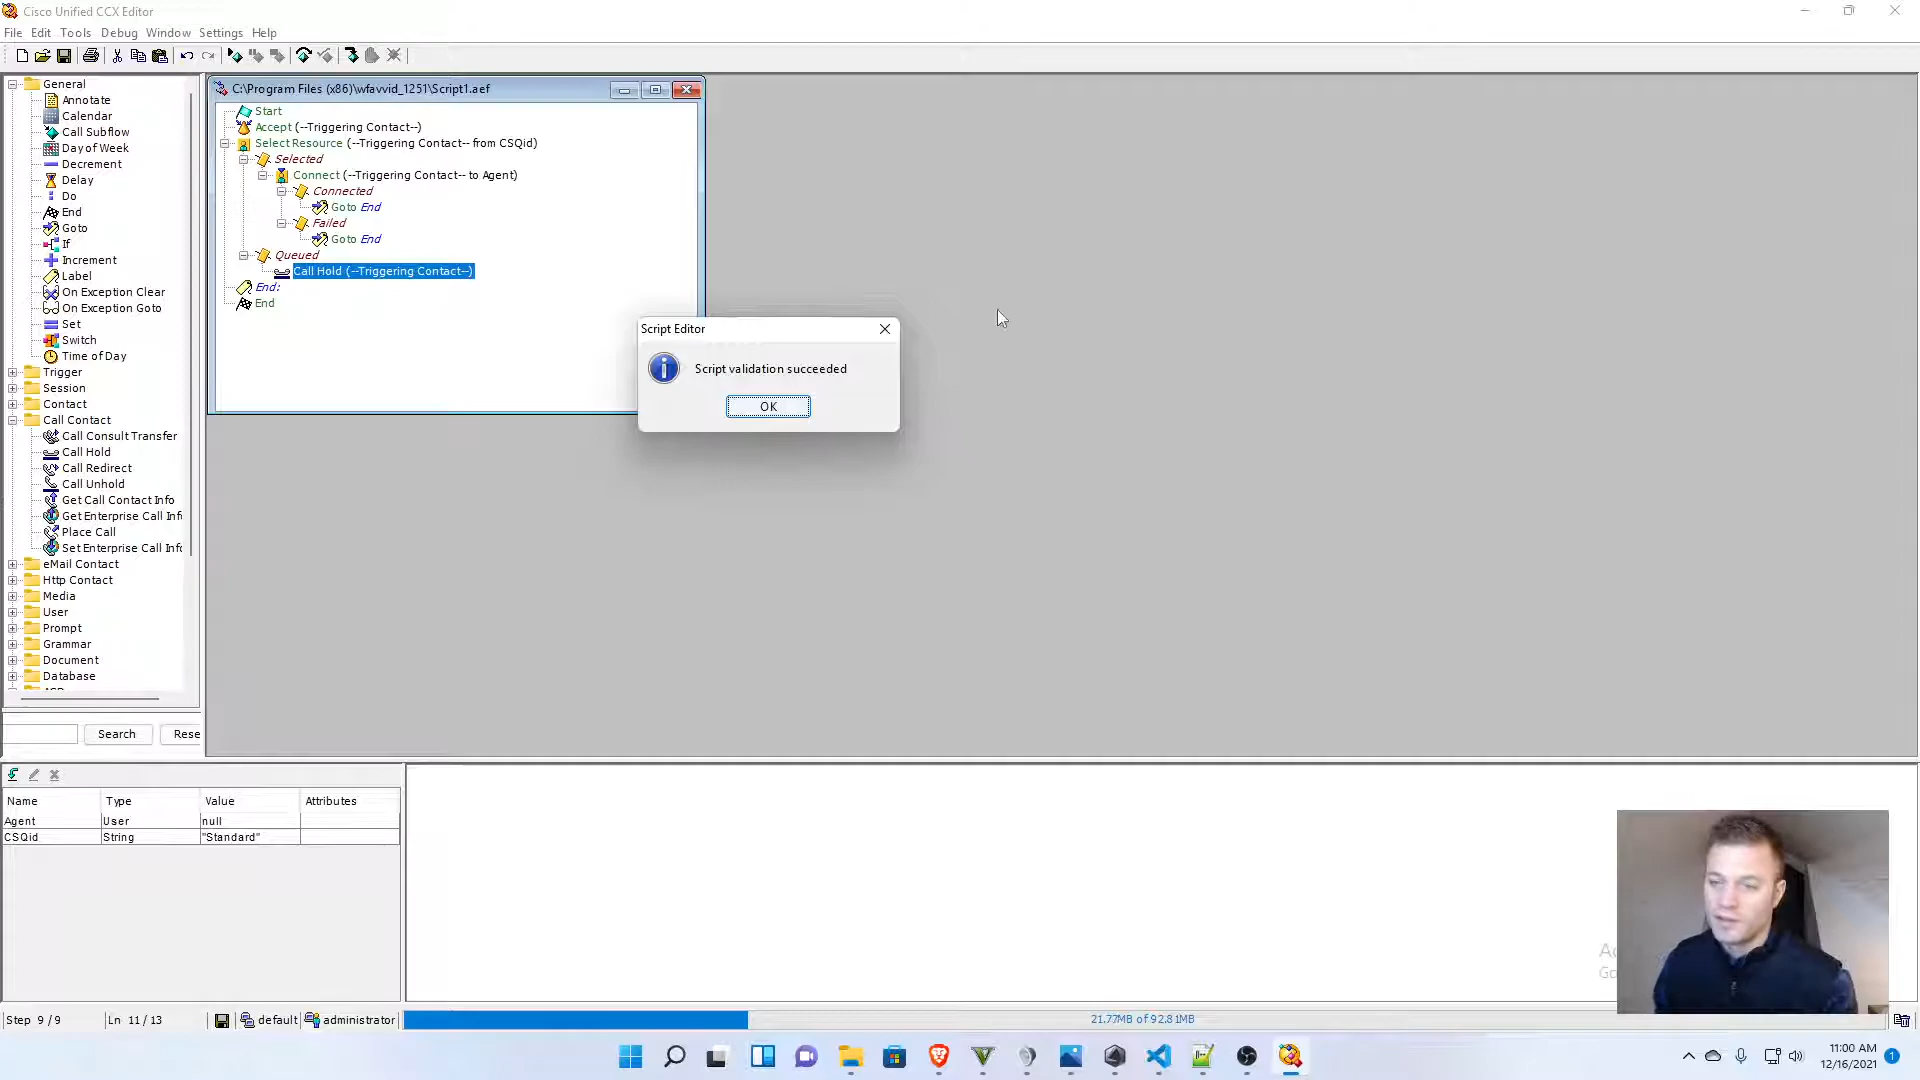 Cisco Unified CCX Editor
File Edit Tools Debug Window Settings Help
C:\Program Files (x86)\wfavvid_1251\Script1.aef
Start
Accept (--Triggering Contact--)
Select Resource (--Triggering Contact-- from CSQid)
Selected
Connect (--Triggering Contact-- to Agent)
Connected
Goto End
Failed
Goto End
Queued
Call Hold (--Triggering Contact--)
End:
End
General
Annotate
Calendar
Call Subflow
Day of Week
Decrement
Delay
Do
End
Goto
If
Increment
Label
On Exception Clear
On Exception Goto
Set
Switch
Time of Day
Trigger
Session
Contact
Call Contact
Call Consult Transfer
Call Hold
Call Redirect
Call Unhold
Get Call Contact Info
Get Enterprise Call Inf
Place Call
Set Enterprise Call Info
eMail Contact
Http Contact
Media
User
Prompt
Grammar
Document
Database
Script Editor
Script validation succeeded
OK
Search Rese
Name Type Value Attributes
Agent User null
CSQid String "Standard"
Step 9/9 Ln 11/13 default administrator 21.77MB of 92.81MB
11:00 AM
12/16/2021
1